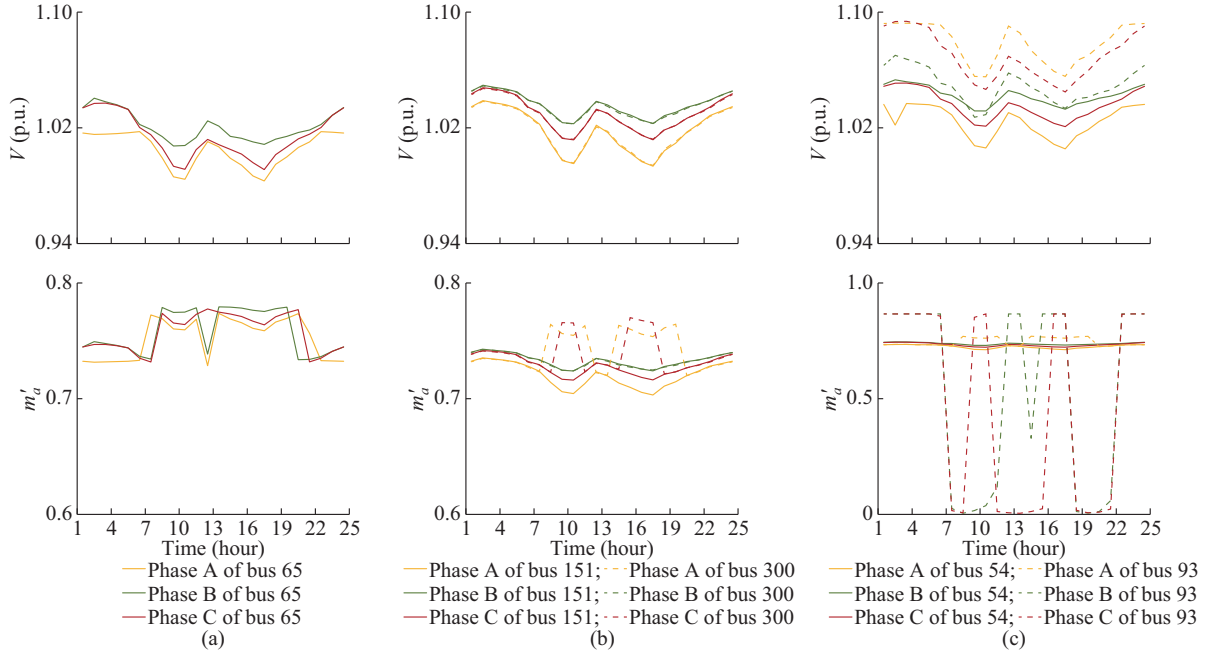 1.10
1.02
0.94
V (p.u.)
0.8
0.7
0.6
m′a
1 4 7 10 13 16 19 22 25
Time (hour)
Phase A of bus 65
Phase B of bus 65
Phase C of bus 65
(a)
1.10
1.02
0.94
V (p.u.)
0.8
0.7
0.6
m′a
1 4 7 10 13 16 19 22 25
Time (hour)
Phase A of bus 151; Phase A of bus 300
Phase B of bus 151; Phase B of bus 300
Phase C of bus 151; Phase C of bus 300
(b)
1.10
1.02
0.94
V (p.u.)
1.0
0.5
0
m′a
1 4 7 10 13 16 19 22 25
Time (hour)
Phase A of bus 54; Phase A of bus 93
Phase B of bus 54; Phase B of bus 93
Phase C of bus 54; Phase C of bus 93
(c)